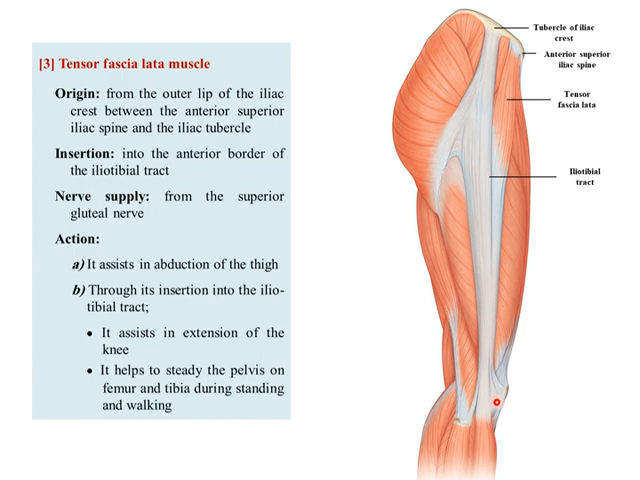 [3] Tensor fascia lata muscle
Origin: from the outer lip of the iliac
crest between the anterior superior
iliac spine and the iliac tubercle
Insertion: into the anterior border of
the iliotibial tract
Nerve supply: from the superior
gluteal nerve
Action:
a) It assists in abduction of the thigh
b) Through its insertion into the ilio-
tibial tract;
• It assists in extension of the
knee
• It helps to steady the pelvis on
femur and tibia during standing
and walking
Tubercle of iliac
crest
Anterior superior
iliac spine
Tensor
fascia lata
Iliotibial
tract